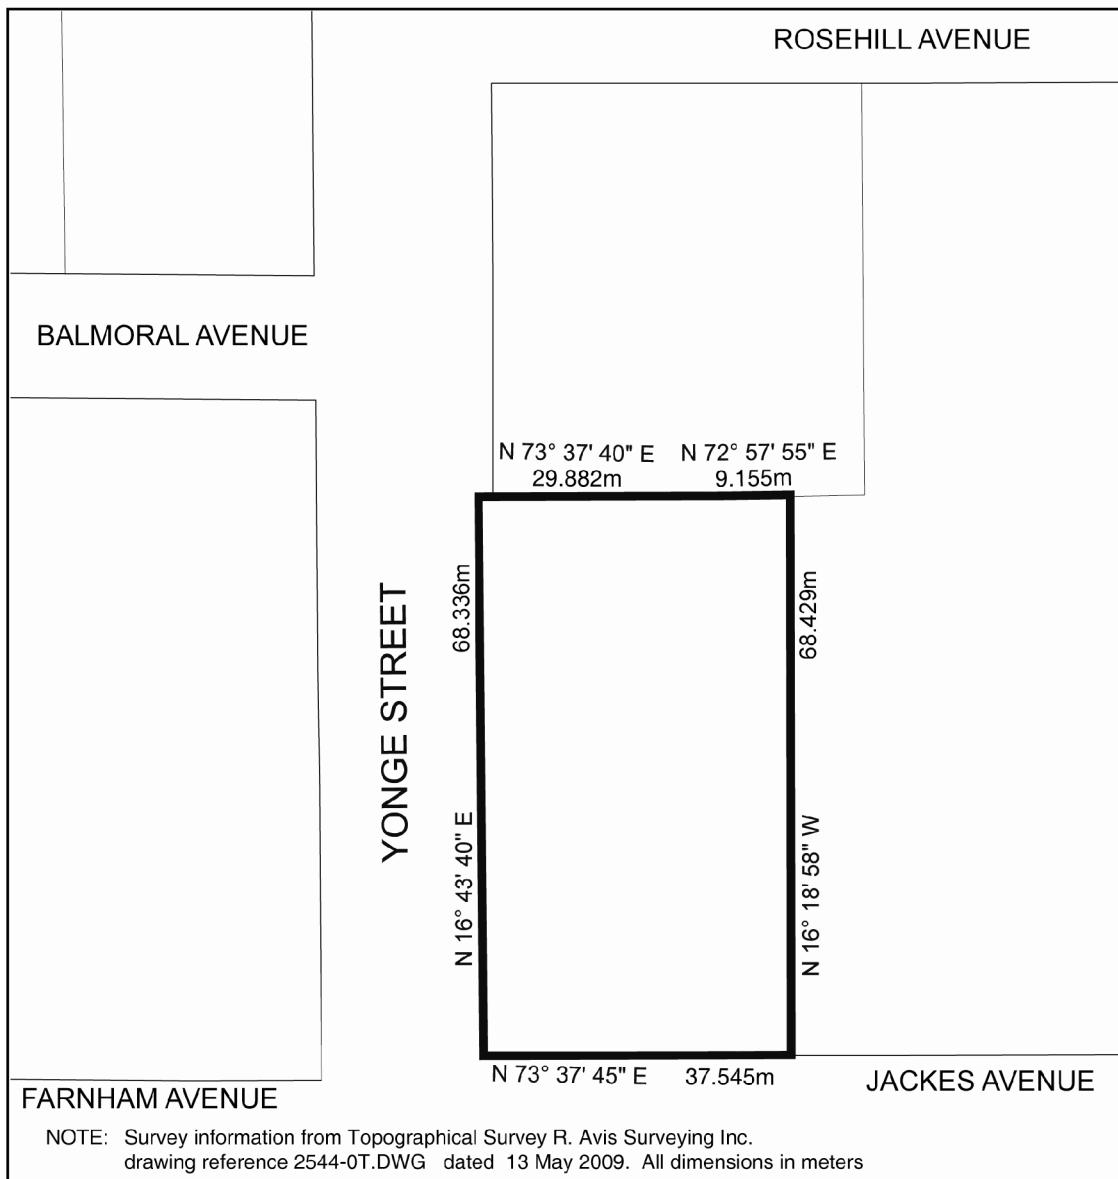 ROSEHILL AVENUE
BALMORAL AVENUE
N 73° 37' 40" E N 72° 57' 55" E
29.882m 9.155m
YONGE STREET
68.336m
N 16° 43' 40" E
68.429m
N 16° 18' 58" W
N 73° 37' 45" E 37.545m
JACKES AVENUE
FARNHAM AVENUE
NOTE: Survey information from Topographical Survey R. Avis Surveying Inc.
drawing reference 2544-0T.DWG dated 13 May 2009. All dimensions in meters